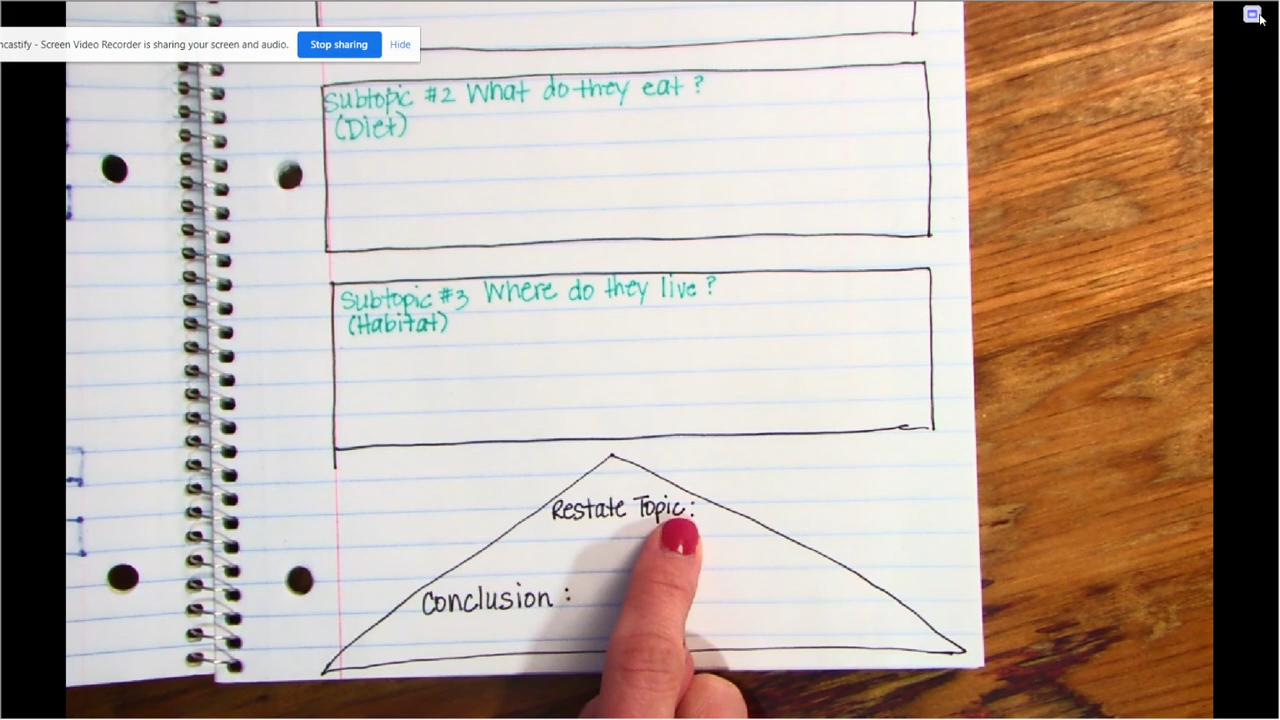 ncastify - Screen Video Recorder is sharing your screen and audio. Stop sharing Hide
Subtopic #2 What do they eat ?
(Diet)
Subtopic #3 Where do they live ?
(Habitat)
Restate Topic:
Conclusion :